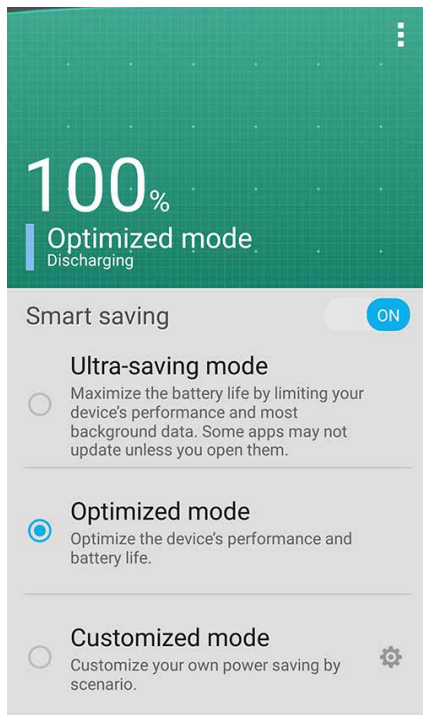 100%
Optimized mode
Discharging
Smart saving
ON
Ultra-saving mode
Maximize the battery life by limiting your
device's performance and most
background data. Some apps may not
update unless you open them.
Optimized mode
Optimize the device's performance and
battery life.
Customized mode
Customize your own power saving by
scenario.